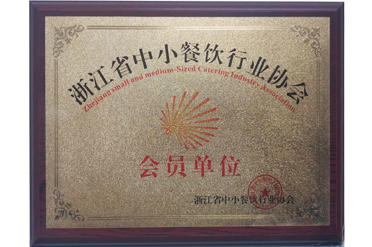 浙江省中小餐饮行业协会
Zhejiang small and medium-Sized Catering Industry Association
会员单位
浙江省中小餐饮行业协会